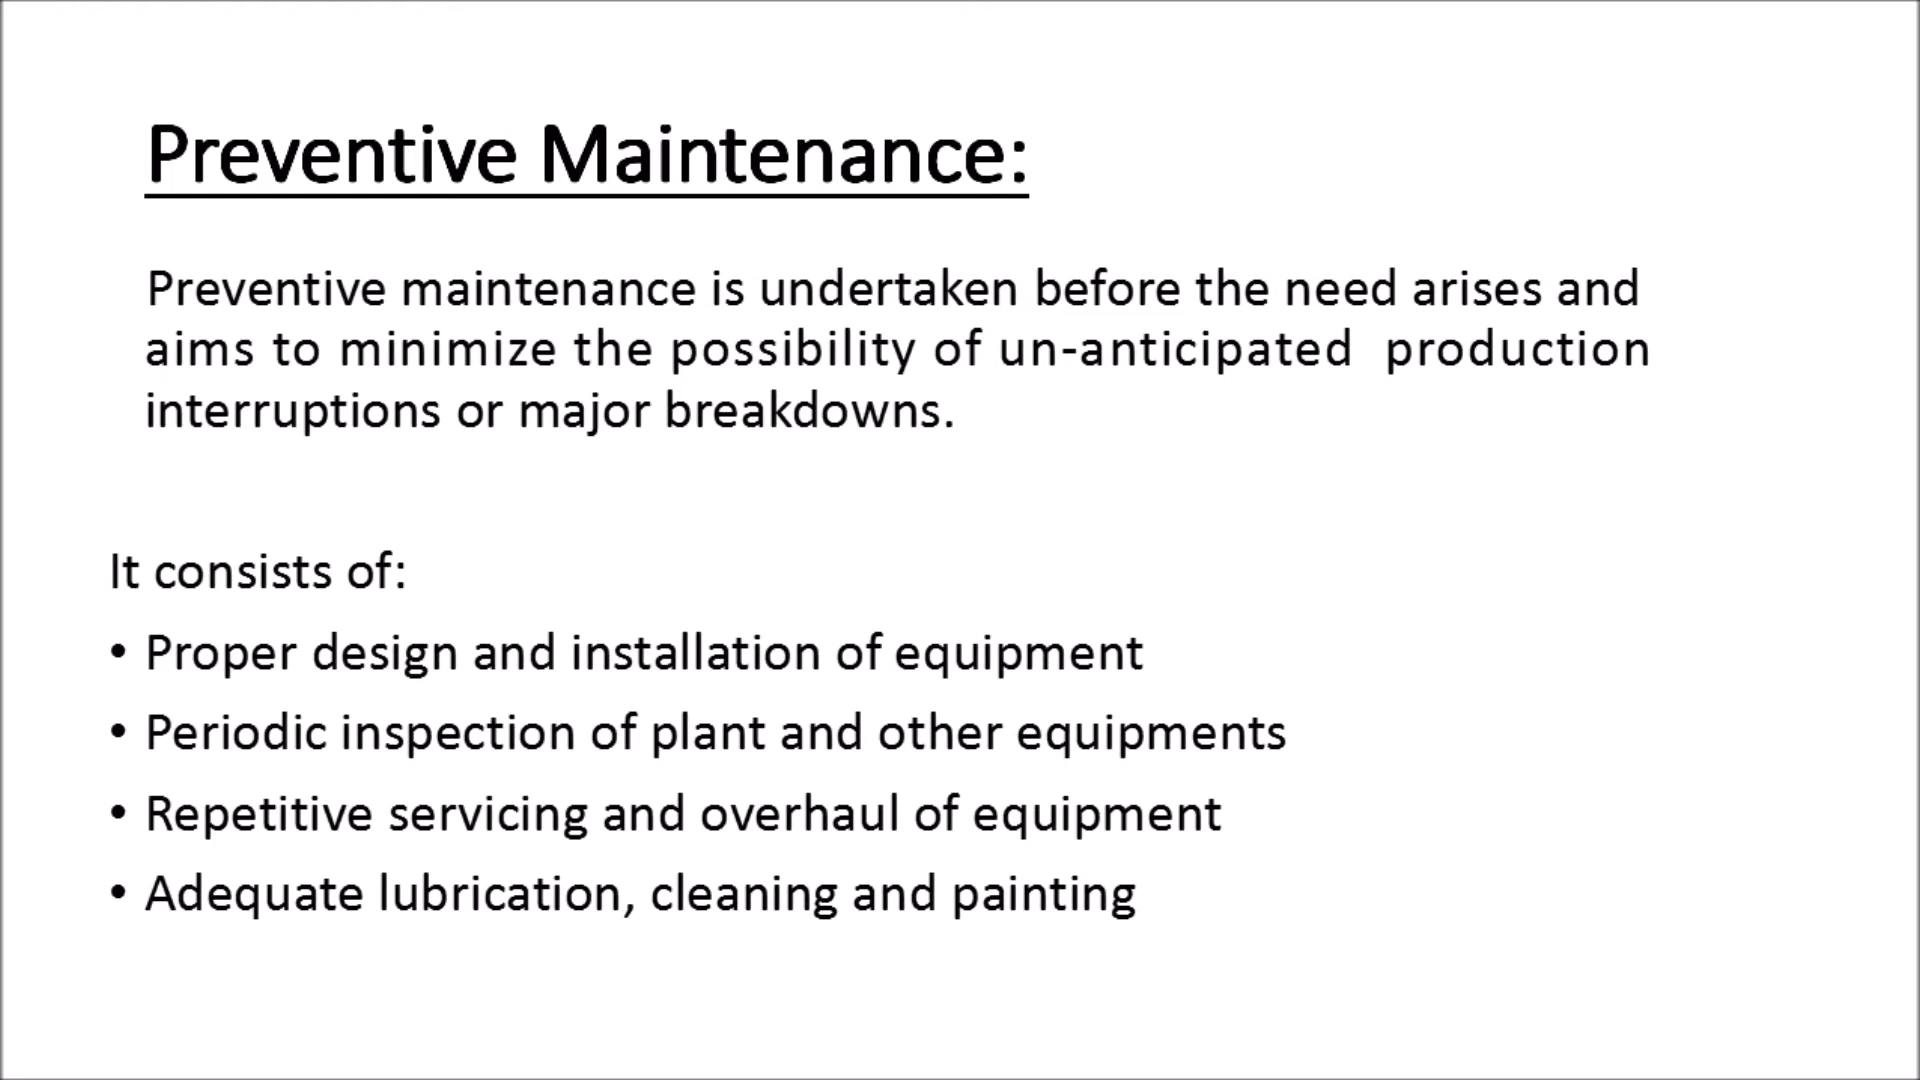 Preventive Maintenance:
Preventive maintenance is undertaken before the need arises and
aims to minimize the possibility of un-anticipated production
interruptions or major breakdowns.
It consists of:
• Proper design and installation of equipment
• Periodic inspection of plant and other equipments
• Repetitive servicing and overhaul of equipment
• Adequate lubrication, cleaning and painting